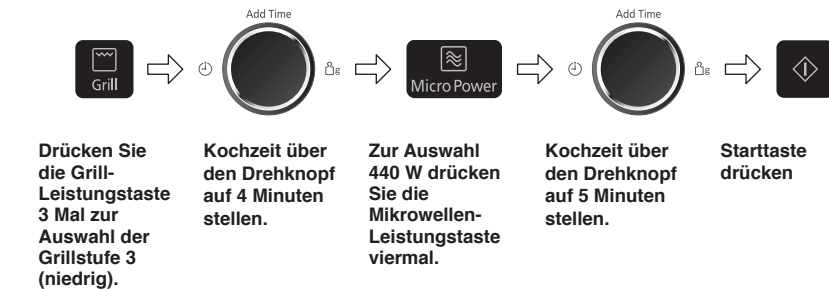 Add Time
Add Time
Grill
g
Micro Power
g
Drücken Sie
die Grill-
Leistungstaste
3 Mal zur
Auswahl der
Grillstufe 3
(niedrig).
Kochzeit über
den Drehknopf
auf 4 Minuten
stellen.
Zur Auswahl
440 W drücken
Sie die
Mikrowellen-
Leistungstaste
viermal.
Kochzeit über
den Drehknopf
auf 5 Minuten
stellen.
Starttaste
drücken